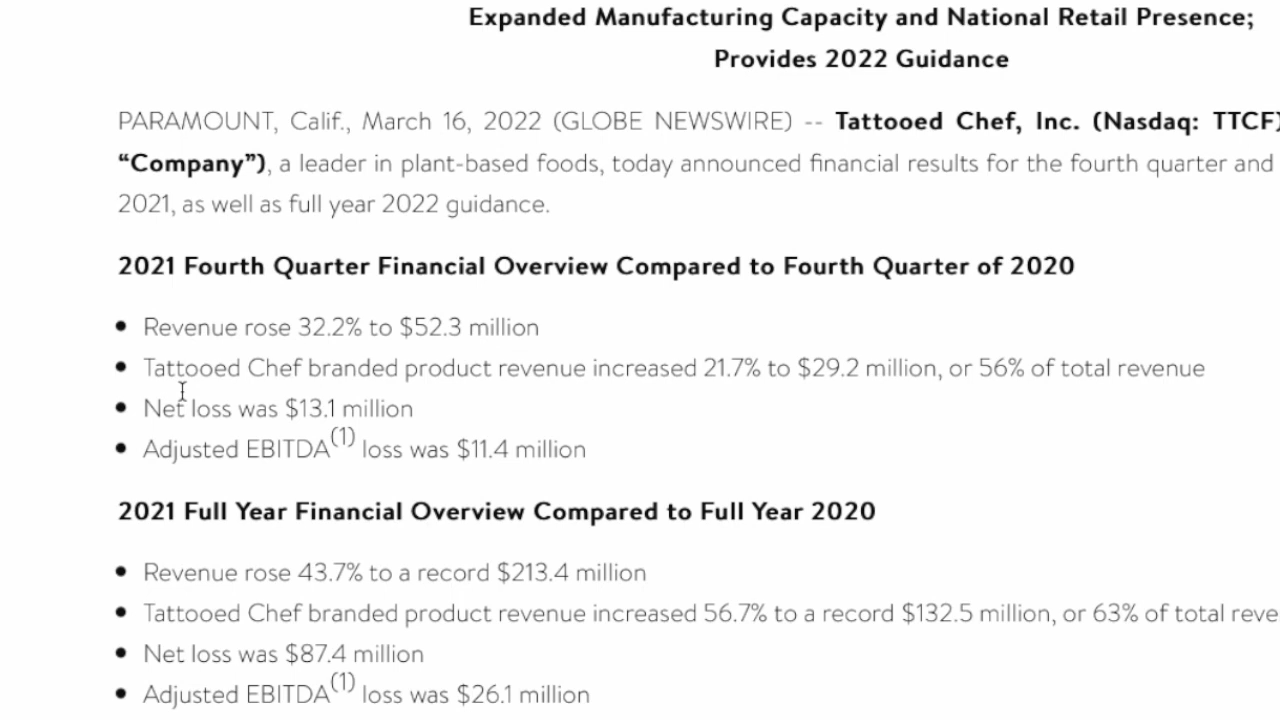 Expanded Manufacturing Capacity and National Retail Presence;
Provides 2022 Guidance
PARAMOUNT, Calif., March 16, 2022 (GLOBE NEWSWIRE) -- Tattooed Chef, Inc. (Nasdaq: TTCF)
“Company”), a leader in plant-based foods, today announced financial results for the fourth quarter and
2021, as well as full year 2022 guidance.
2021 Fourth Quarter Financial Overview Compared to Fourth Quarter of 2020
• Revenue rose 32.2% to $52.3 million
• Tattooed Chef branded product revenue increased 21.7% to $29.2 million, or 56% of total revenue
• Net loss was $13.1 million
• Adjusted EBITDA(1) loss was $11.4 million
2021 Full Year Financial Overview Compared to Full Year 2020
• Revenue rose 43.7% to a record $213.4 million
• Tattooed Chef branded product revenue increased 56.7% to a record $132.5 million, or 63% of total reve
• Net loss was $87.4 million
• Adjusted EBITDA(1) loss was $26.1 million